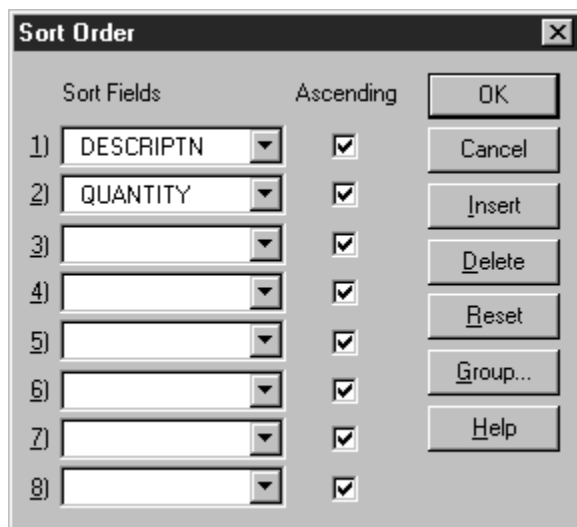 Sort Order
Sort Fields Ascending OK
1) DESCRIPTN Cancel
2) QUANTITY Insert
3)
Delete
4)
Reset
5)
Group...
6)
Help
7)
8)